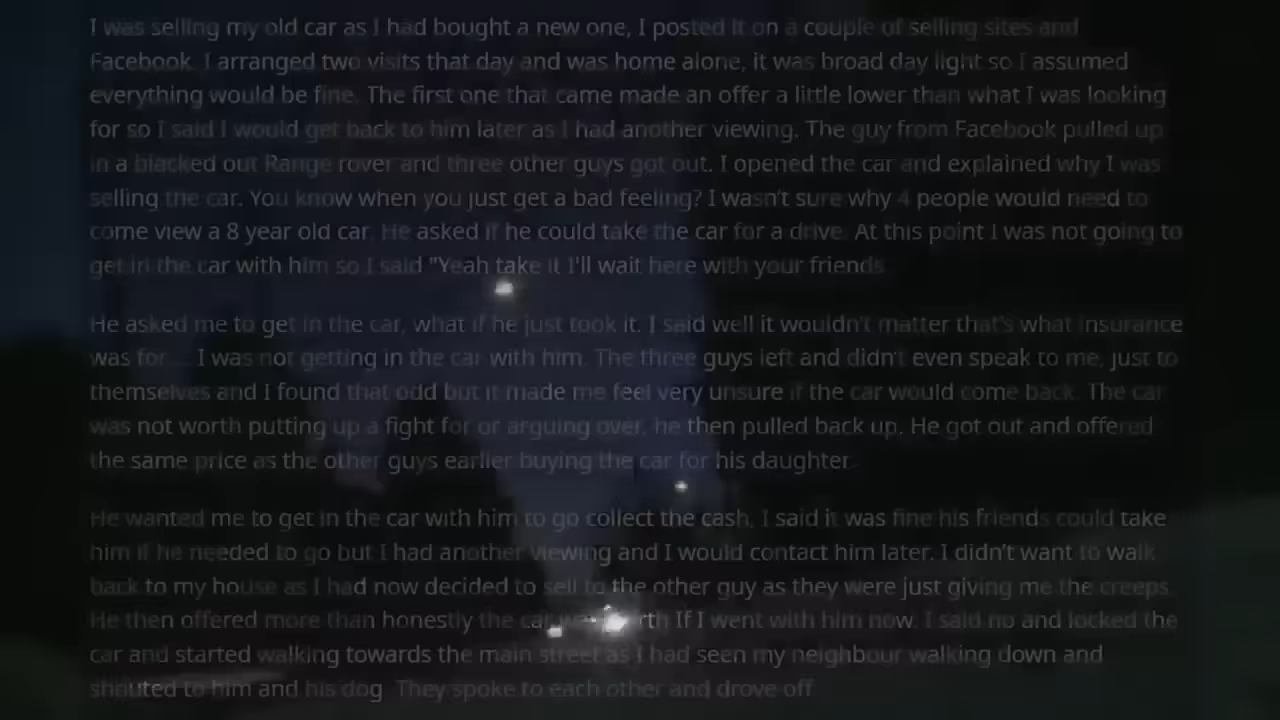 I was selling my old car as I had bought a new one, I posted it on a couple of selling sites and
Facebook. I arranged two visits that day and was home alone, it was broad day light so I assumed
everything would be fine. The first one that came made an offer a little lower than what I was looking
for so I said I would get back to him later as I had another viewing. The guy from Facebook pulled up
in a blacked out Range rover and three other guys got out. I opened the car and explained why I was
selling the car. You know when you just get a bad feeling? I wasn't sure why 4 people would need to
come view a 8 year old car. He asked if he could take the car for a drive. At this point I was not going to
get in the car with him so I said "Yeah take it I'll wait here with your friends.
He asked me to get in the car, what if he just took it. I said well it wouldn't matter that's what insurance
was for.... I was not getting in the car with him. The three guys left and didn't even speak to me, just to
themselves and I found that odd but it made me feel very unsure if the car would come back. The car
was not worth putting up a fight for or arguing over, he then pulled back up. He got out and offered
the same price as the other guys earlier buying the car for his daughter.
He wanted me to get in the car with him to go collect the cash, I said it was fine his friends could take
him if he needed to go but I had another viewing and I would contact him later. I didn't want to walk
back to my house as I had now decided to sell to the other guy as they were just giving me the creeps.
He then offered more than honestly the car was If I went with him now. I said no and locked the
car and started walking towards the main street as I had seen my neighbour walking down and
shouted to him and his dog. They spoke to each other and drove off.